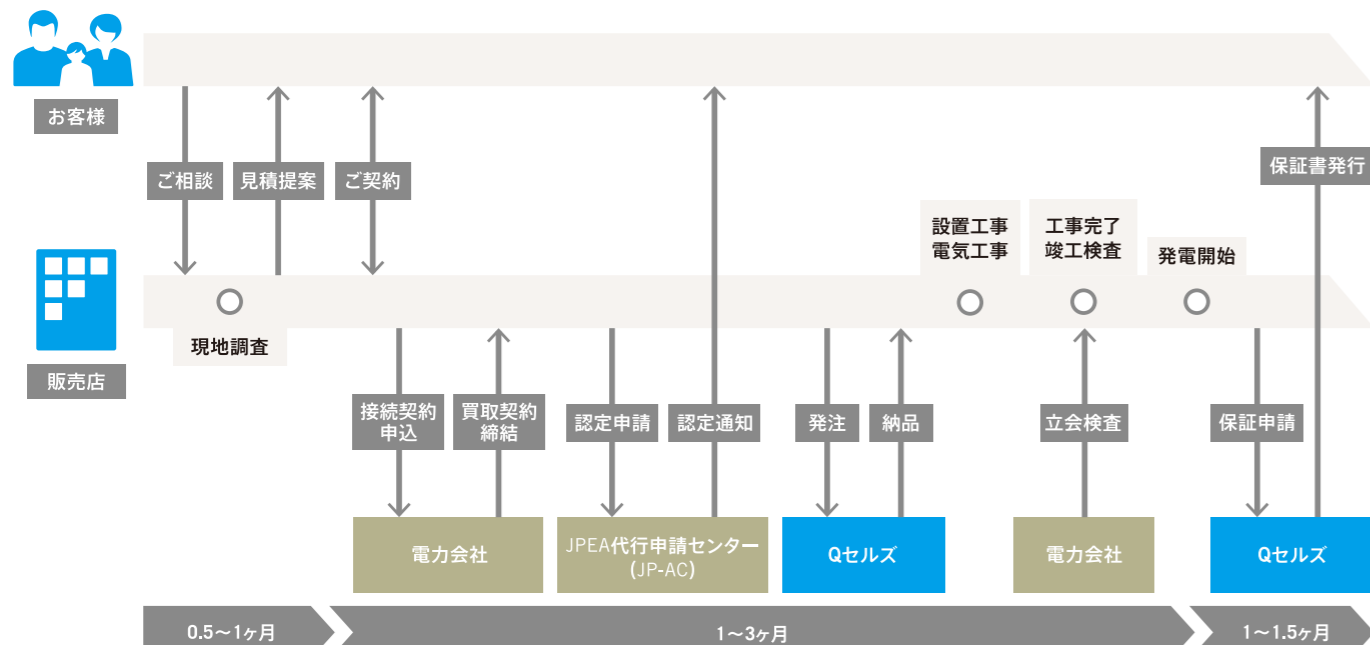 お客様
ご相談
見積提案
ご契約
保証書発行
設置工事
電気工事
工事完了
竣工検査
発電開始
現地調査
販売店
接続契約
申込
買取契約
締結
認定申請
認定通知
発注
納品
立会検査
保証申請
電力会社
JPEA代行申請センター
(JP-AC)
Qセルズ
電力会社
Qセルズ
0.5〜1ヶ月
1〜3ヶ月
1〜1.5ヶ月